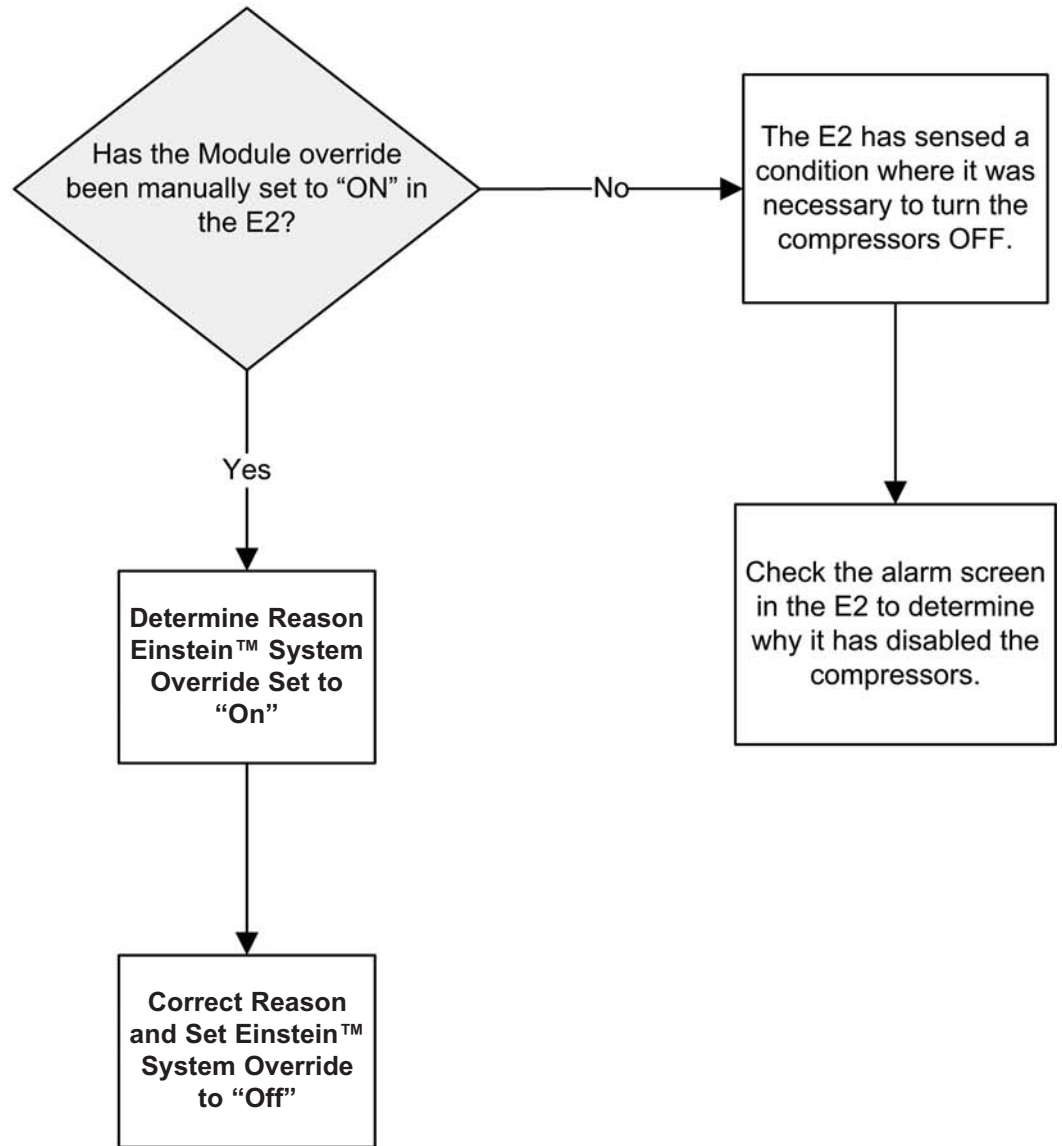 Has the Module override
been manually set to “ON” in
the E2?
No
The E2 has sensed a
condition where it was
necessary to turn the
compressors OFF.
Yes
Check the alarm screen
in the E2 to determine
why it has disabled the
compressors.
Determine Reason
Einstein™ System
Override Set to
“On”
Correct Reason
and Set Einstein™
System Override
to “Off”